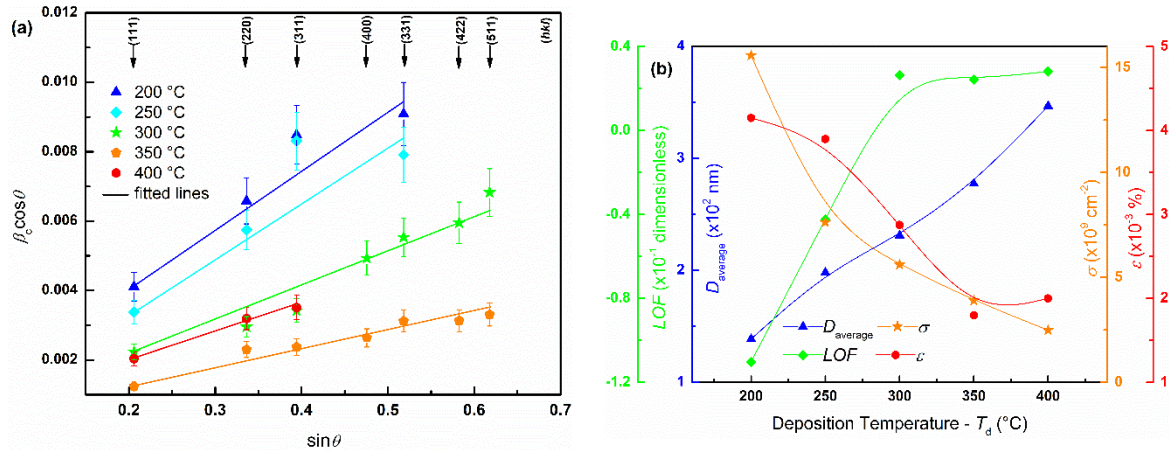 (a)
0.012
0.010
0.008
0.006
0.004
0.002
β_c cosθ
(111)
(220)
(311)
(400)
(331)
(422)
(511)
(hkl)
200 °C
250 °C
300 °C
350 °C
400 °C
fitted lines
0.2 0.3 0.4 0.5 0.6 0.7
sinθ
(b)
0.4
0.0
-0.4
-0.8
-1.2
LOF (x10⁻¹ dimensionless)
4
3
2
1
D_average (x10² nm)
15
10
5
0
σ (x10⁹ cm⁻²)
5
4
3
2
1
ε (x10⁻³ %)
D_average σ
LOF ε
200 250 300 350 400
Deposition Temperature - T_d (°C)